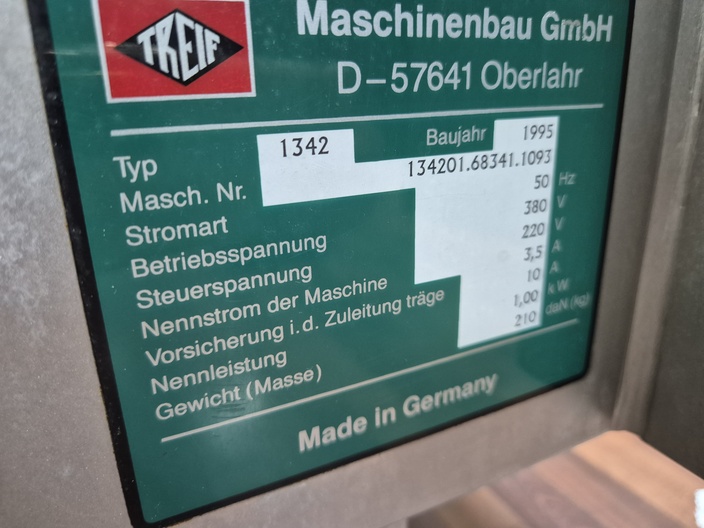 TREIF
Maschinenbau GmbH
D-57641 Oberlahr
Typ 1342 Baujahr 1995
Masch. Nr. 134201.68341.1093
Stromart 50 Hz
Betriebsspannung 380 V
Steuerspannung 220 V
Nennstrom der Maschine 3,5 A
Vorsicherung i.d. Zuleitung träge 10 A
Nennleistung 1,00 kW
Gewicht (Masse) 210 daN (kg)
Made in Germany